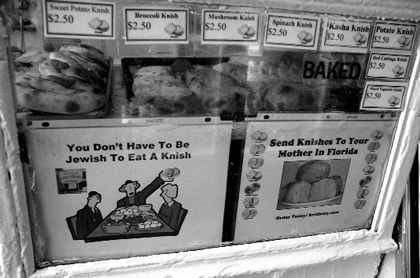 Sweet Potato Knish
$2.50
Broccoli Knish
$2.50
Mushroom Knish
$2.50
Spinach Knish
$2.50
Kasha Knish
$2.50
Potato Knish
$2.50
Red Cabbage Knish
$2.50
$2.50
BAKED
You Don't Have To Be
Jewish To Eat A Knish
Send Knishes To Your
Mother In Florida
Order Today!